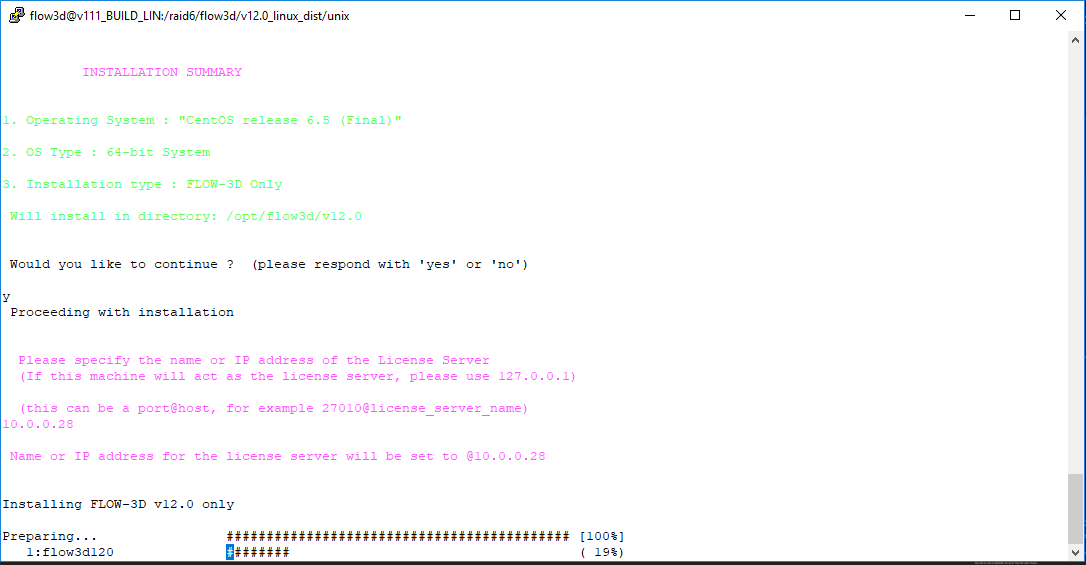 flow3d@v111_BUILD_LIN:/raid6/flow3d/v12.0_linux_dist/unix
INSTALLATION SUMMARY
1. Operating System : "CentOS release 6.5 (Final)"
2. OS Type : 64-bit System
3. Installation type : FLOW-3D Only
Will install in directory: /opt/flow3d/v12.0
Would you like to continue ?  (please respond with 'yes' or 'no')
y
Proceeding with installation
Please specify the name or IP address of the License Server
(If this machine will act as the license server, please use 127.0.0.1)
(this can be a port@host, for example 27010@license_server_name)
10.0.0.28
Name or IP address for the license server will be set to @10.0.0.28
Installing FLOW-3D v12.0 only
Preparing... ########################################### [100%]
1:flow3d120 ######## ( 19%)